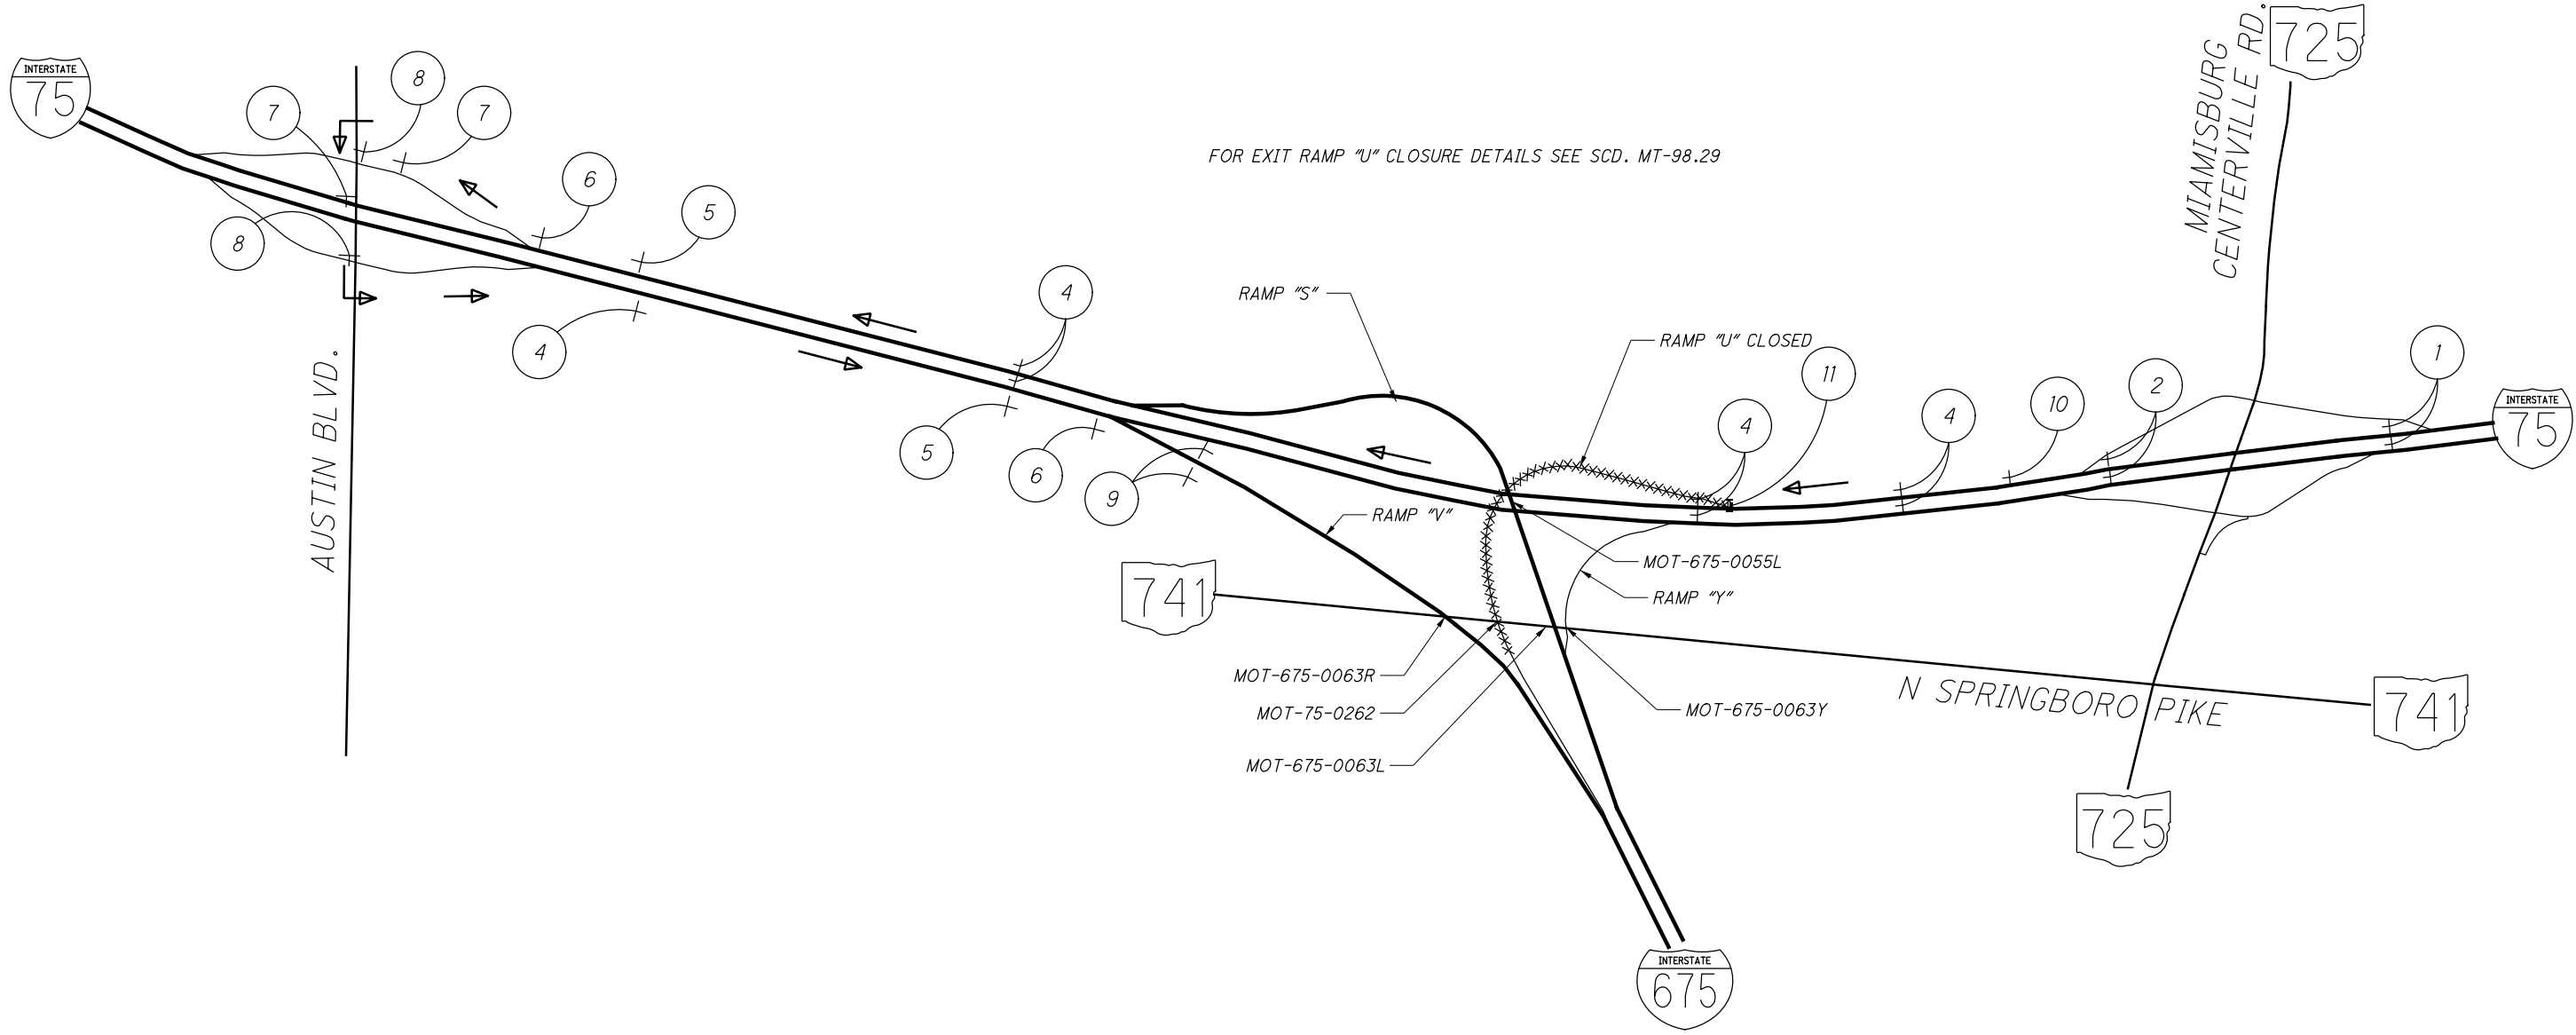 INTERSTATE
75
8
7
7
6
5
8
4
AUSTIN BLVD.
4
5
6
9
FOR EXIT RAMP "U" CLOSURE DETAILS SEE SCD. MT-98.29
RAMP "S"
RAMP "U" CLOSED
11
4
4
10
2
1
MIAMISBURG
CENTERVILLE RD.
725
INTERSTATE
75
RAMP "V"
MOT-675-0055L
RAMP "Y"
741
MOT-675-0063R
MOT-75-0262
MOT-675-0063L
MOT-675-0063Y
N SPRINGBORO PIKE
741
725
INTERSTATE
675